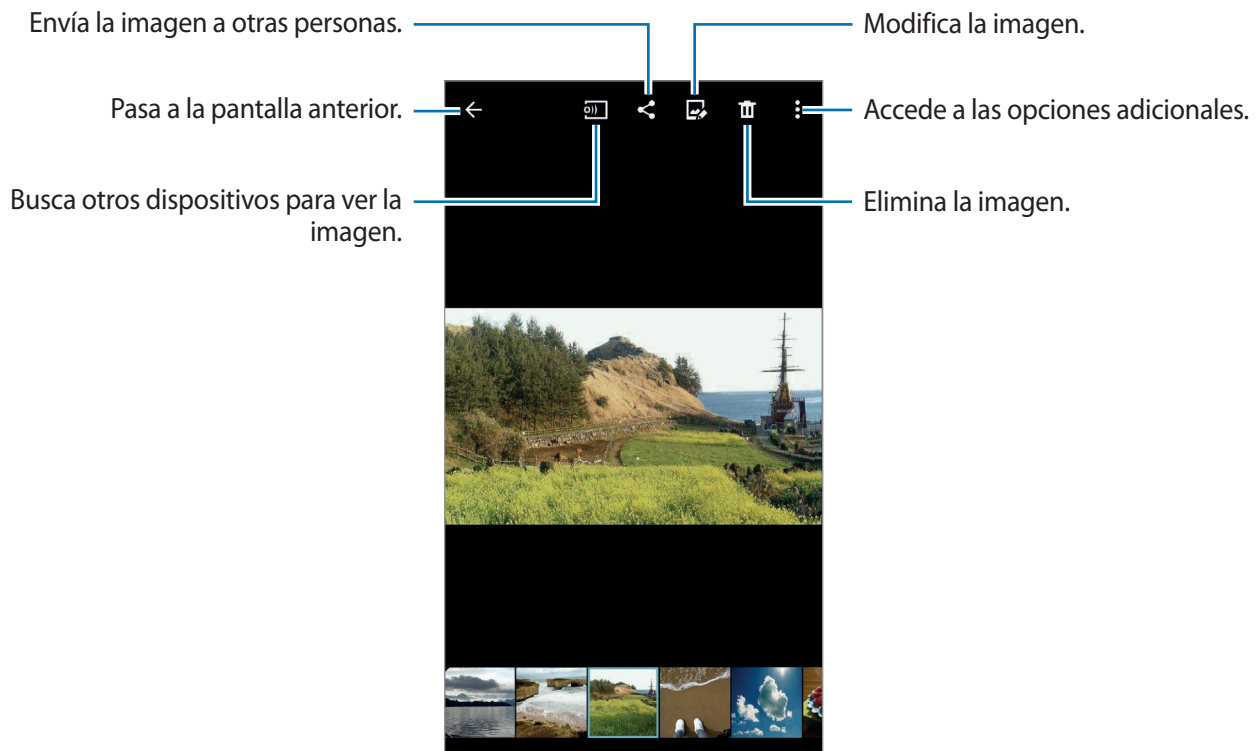 Envía la imagen a otras personas.
Modifica la imagen.
Pasa a la pantalla anterior.
Accede a las opciones adicionales.
Busca otros dispositivos para ver la
imagen.
Elimina la imagen.